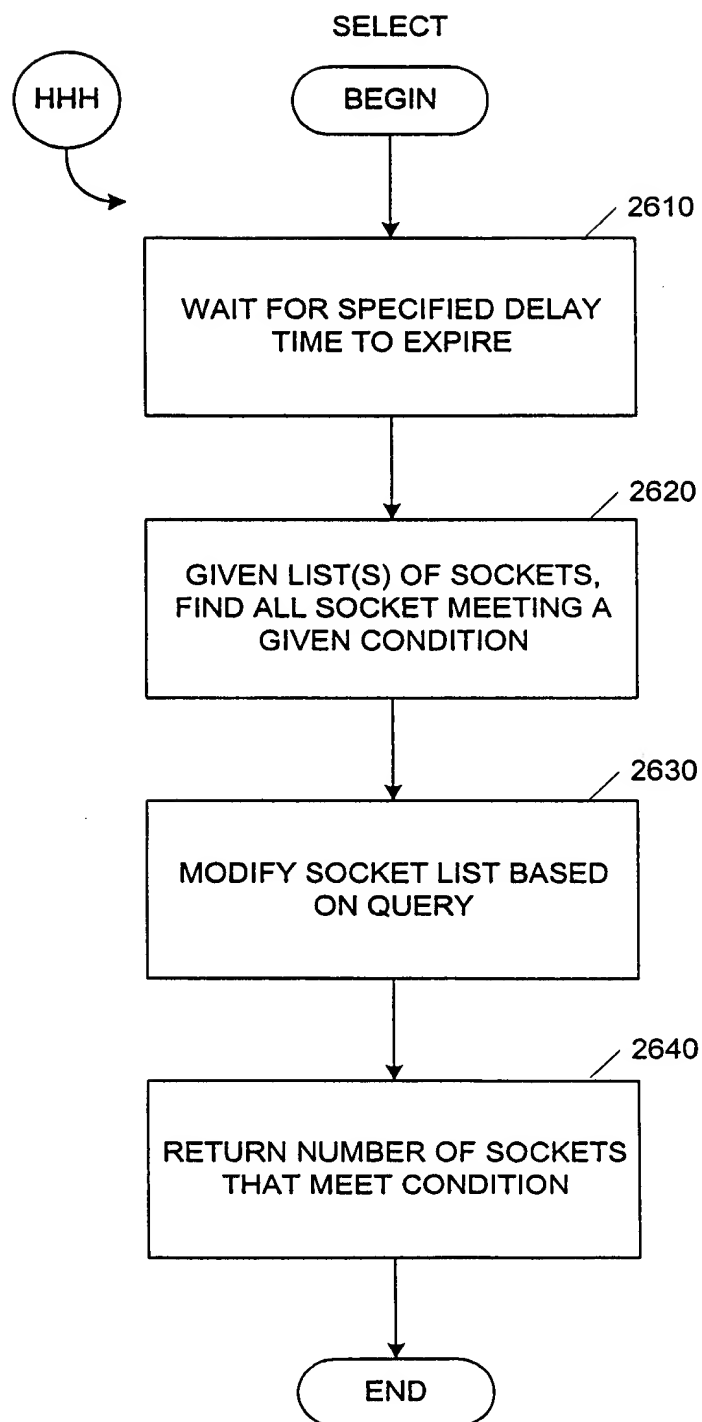 SELECT
HHH
BEGIN
2610
WAIT FOR SPECIFIED DELAY
TIME TO EXPIRE
2620
GIVEN LIST(S) OF SOCKETS,
FIND ALL SOCKET MEETING A
GIVEN CONDITION
2630
MODIFY SOCKET LIST BASED
ON QUERY
2640
RETURN NUMBER OF SOCKETS
THAT MEET CONDITION
END